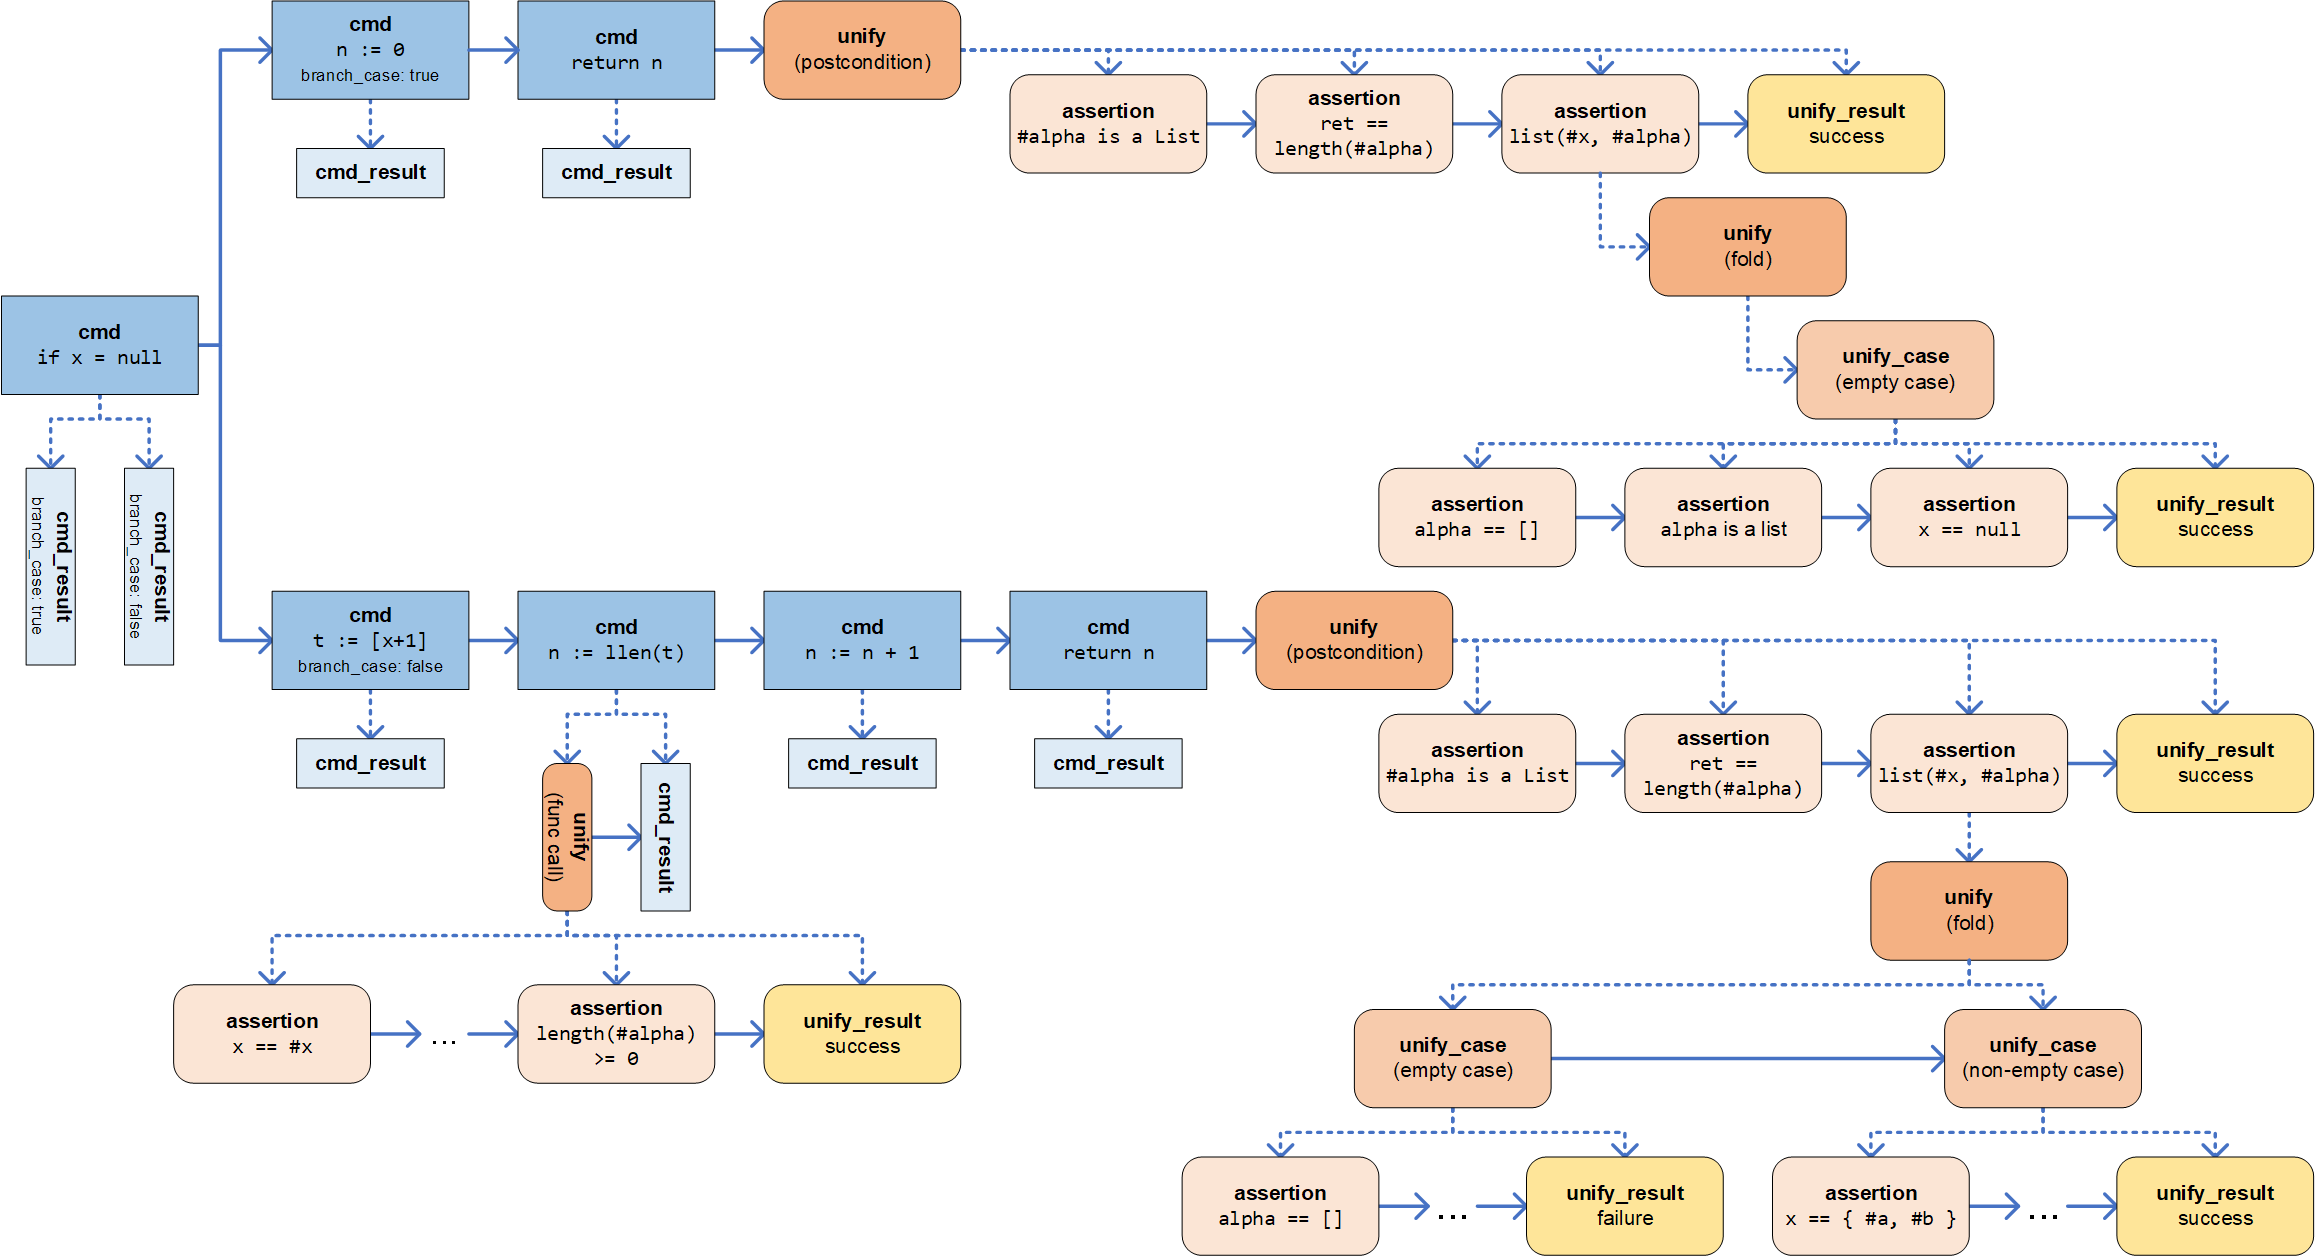 cmd
n := 0
branch_case: true
cmd
return n
unify
(postcondition)
cmd_result
cmd_result
assertion
#alpha is a List
assertion
ret ==
length(#alpha)
assertion
list(#x, #alpha)
unify_result
success
unify
(fold)
unify_case
(empty case)
assertion
alpha == []
assertion
alpha is a list
assertion
x == null
unify_result
success
cmd
if x = null
cmd_result
branch_case: true
cmd_result
branch_case: false
cmd
t := [x+1]
branch_case: false
cmd
n := llen(t)
cmd
n := n + 1
cmd
return n
unify
(postcondition)
cmd_result
unify
(func call)
cmd_result
cmd_result
cmd_result
assertion
#alpha is a List
assertion
ret ==
length(#alpha)
assertion
list(#x, #alpha)
unify_result
success
unify
(fold)
assertion
x == #x
...
assertion
length(#alpha)
>= 0
unify_result
success
unify_case
(empty case)
unify_case
(non-empty case)
assertion
alpha == []
...
unify_result
failure
assertion
x == { #a, #b }
...
unify_result
success